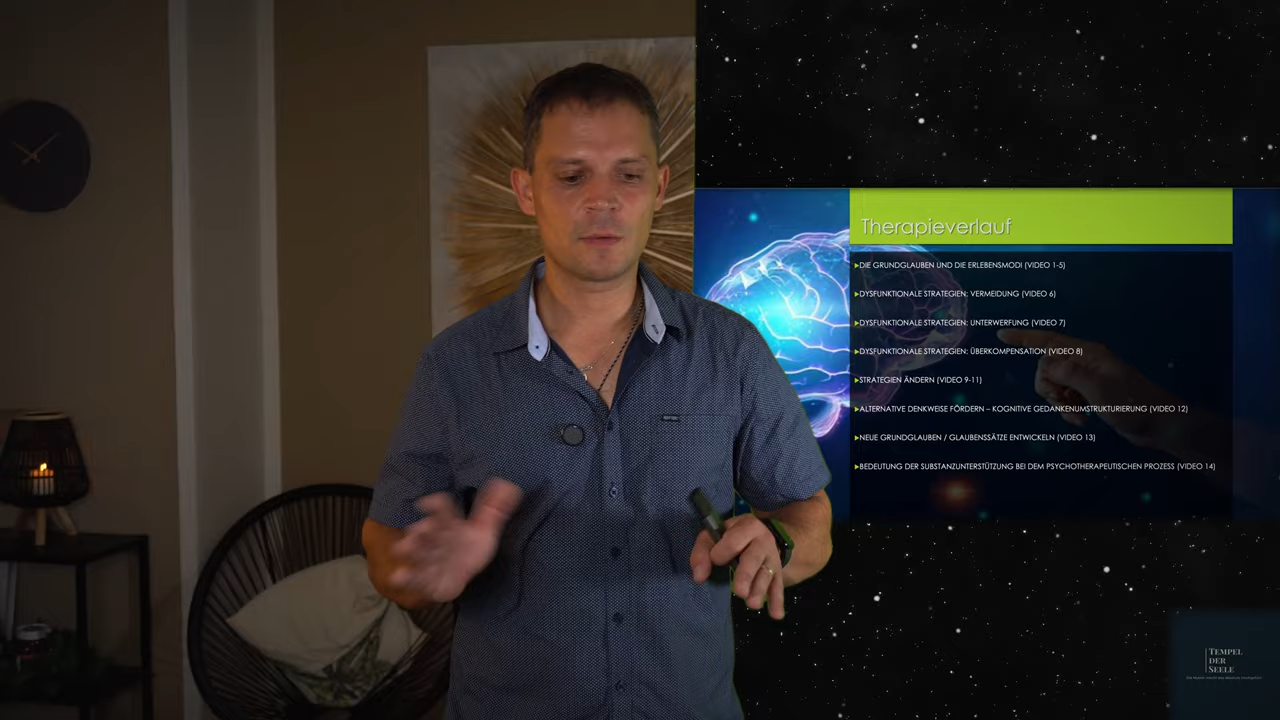 Therapieverlauf
DIE GRUNDGLAUBEN UND DIE ERLEBENSMODI (VIDEO 1-5)
DYSFUNKTIONALE STRATEGIEN: VERMEIDUNG (VIDEO 6)
DYSFUNKTIONALE STRATEGIEN: UNTERWERFUNG (VIDEO 7)
DYSFUNKTIONALE STRATEGIEN: ÜBERKOMPENSATION (VIDEO 8)
STRATEGIEN ÄNDERN (VIDEO 9-11)
ALTERNATIVE DENKWEISE FÖRDERN – KOGNITIVE GEDANKENUMSTRUKTURIERUNG (VIDEO 12)
NEUE GRUNDGLAUBEN / GLAUBENSSÄTZE ENTWICKELN (VIDEO 13)
BEDEUTUNG DER SUBSTANZUNTERSTÜTZUNG BEI DEM PSYCHOTHERAPEUTISCHEN PROZESS (VIDEO 14)
TEMPEL
DER
SEELE